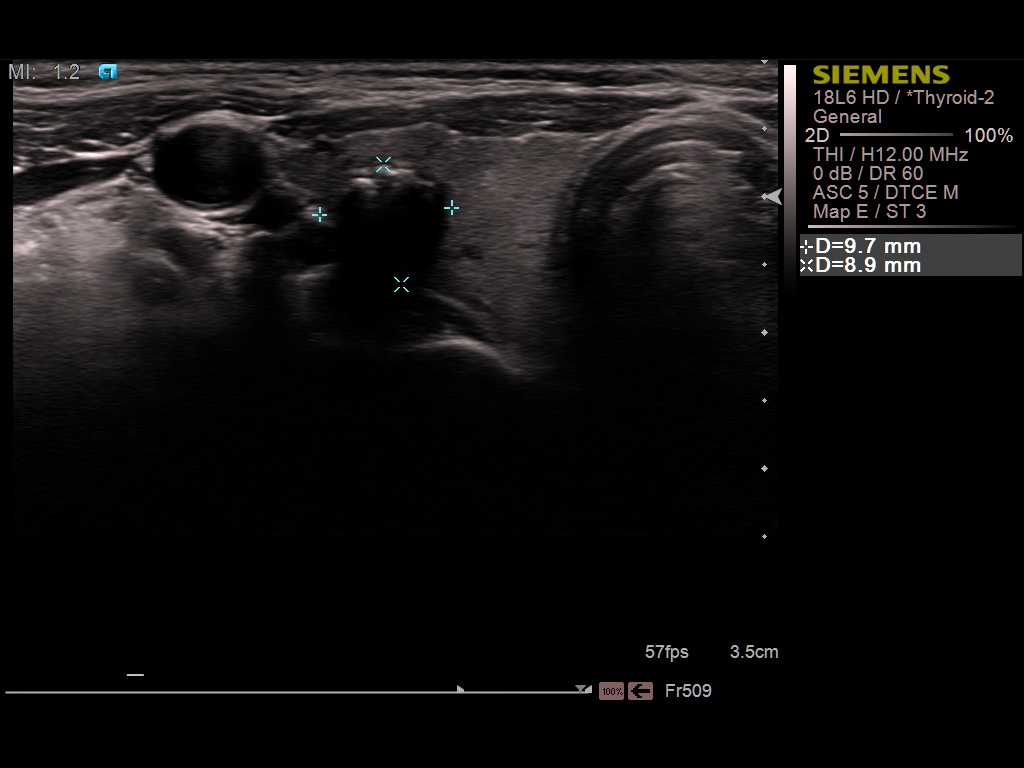 MI: 1.2
SIEMENS
18L6 HD / *Thyroid-2
General
2D 100%
THI / H12.00 MHz
0 dB / DR 60
ASC 5 / DTCE M
Map E / ST 3
D=9.7 mm
D=8.9 mm
57fps 3.5cm
100% Fr509